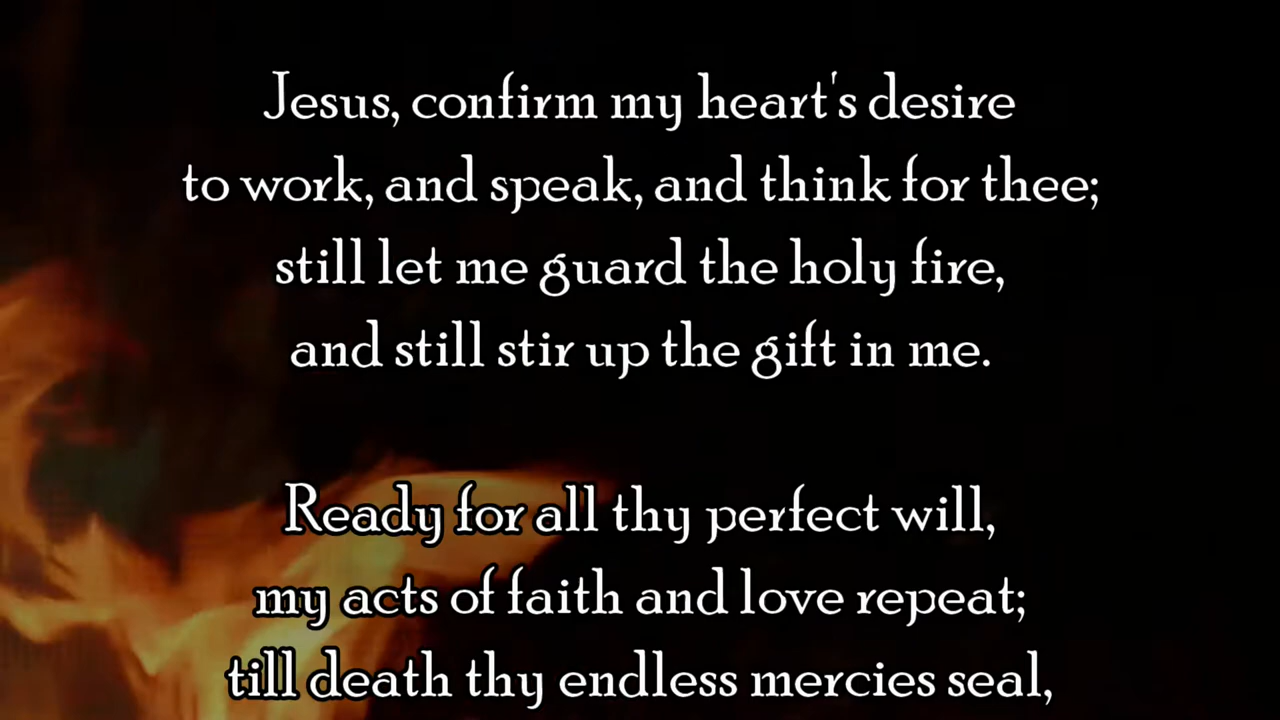 Jesus, confirm my heart's desire
to work, and speak, and think for thee;
still let me guard the holy fire,
and still stir up the gift in me.
Ready for all thy perfect will,
my acts of faith and love repeat;
till death thy endless mercies seal,